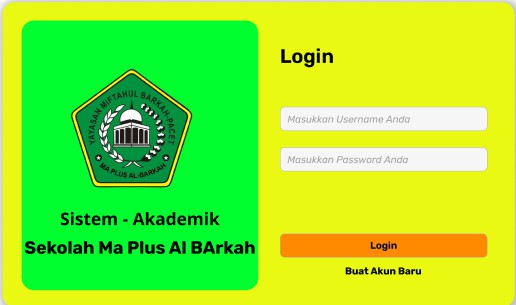 YAYASAN MIFTAHUL BARKAH PACET
MA PLUS AL-BARKAH
Sistem - Akademik
Sekolah Ma Plus Al BArkah
Login
Masukkan Username Anda
Masukkan Password Anda
Login
Buat Akun Baru